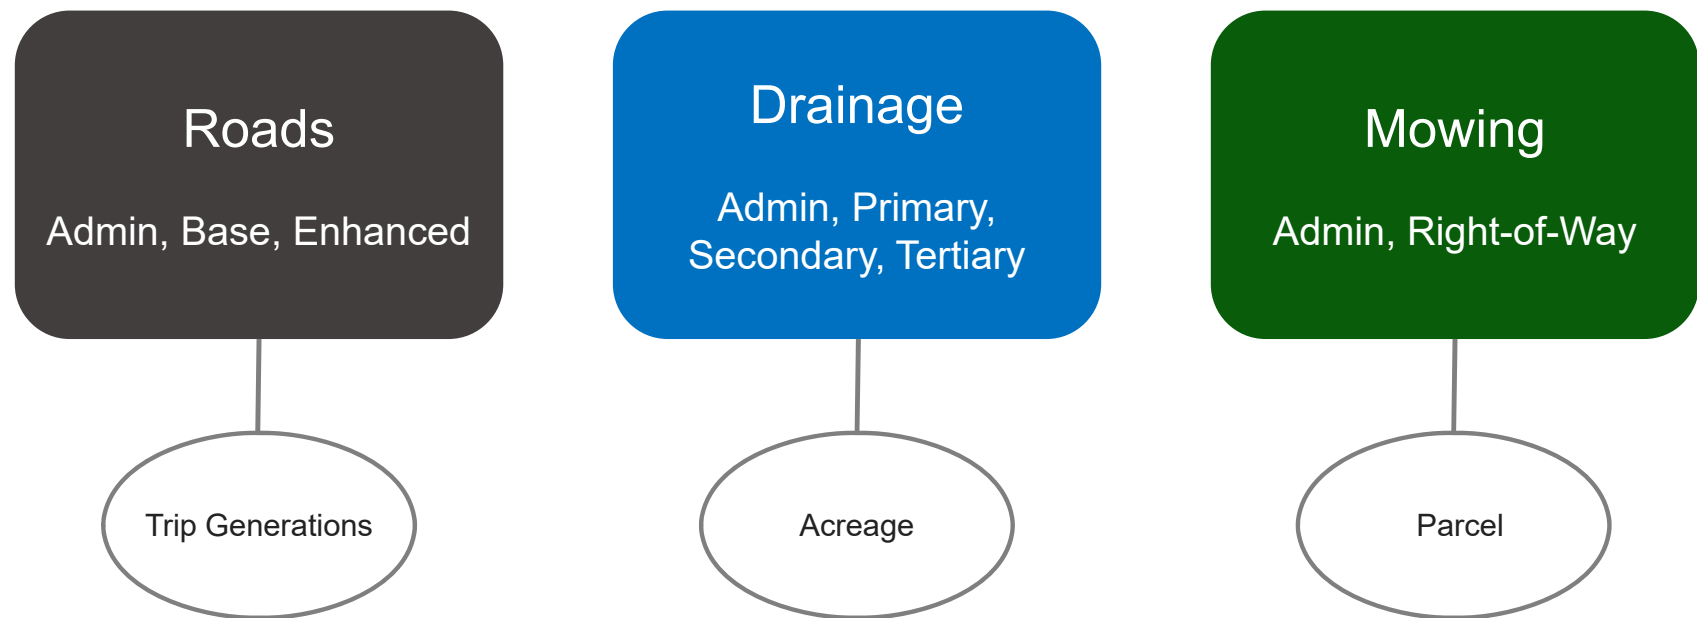 Roads
Admin, Base, Enhanced
Trip Generations
Drainage
Admin, Primary,
Secondary, Tertiary
Acreage
Mowing
Admin, Right-of-Way
Parcel